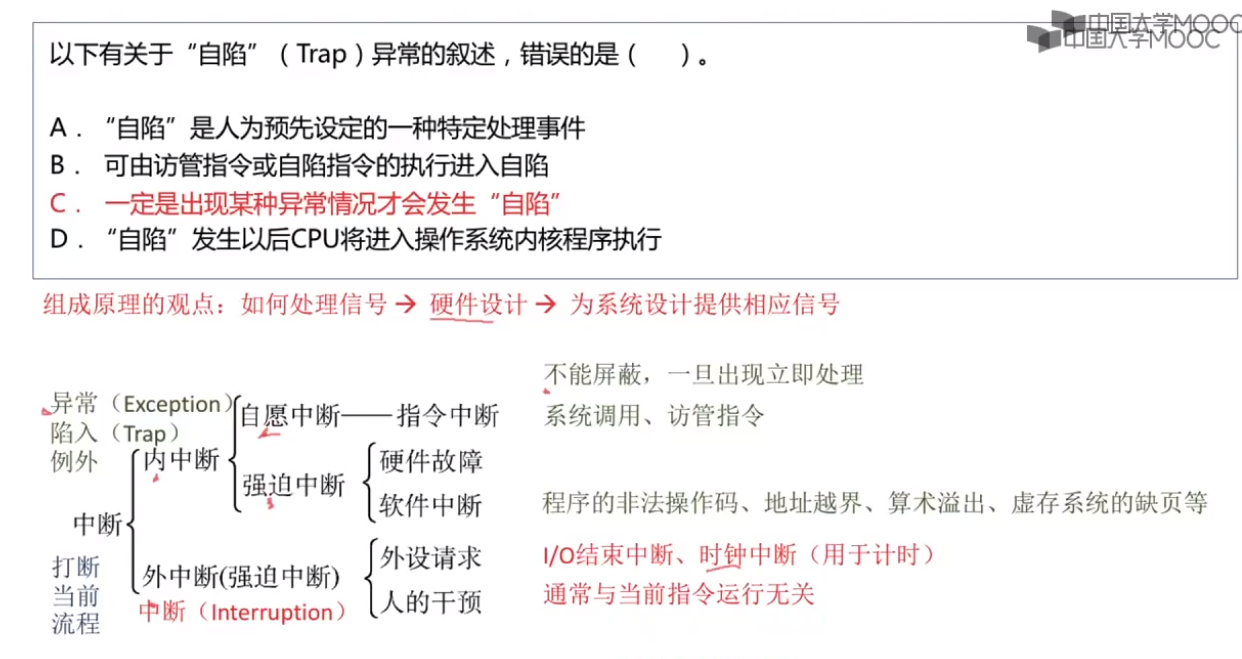 中国大学MOOC
中国大学MOOC
以下有关于“自陷”（Trap）异常的叙述，错误的是（　　）。
A．“自陷”是人为预先设定的一种特定处理事件
B． 可由访管指令或自陷指令的执行进入自陷
C． 一定是出现某种异常情况才会发生“自陷”
D．“自陷”发生以后CPU将进入操作系统内核程序执行
组成原理的观点：如何处理信号→ 硬件设计→ 为系统设计提供相应信号
不能屏蔽，一旦出现立即处理
异常（Exception）
自愿中断——指令中断 系统调用、访管指令
陷入（Trap）
例外
内中断
硬件故障
强迫中断
软件中断 程序的非法操作码、地址越界、算术溢出、虚存系统的缺页等
中断
外设请求 I/O结束中断、时钟中断（用于计时）
打断
外中断(强迫中断)
当前
人的干预 通常与当前指令运行无关
中断（Interruption）
流程